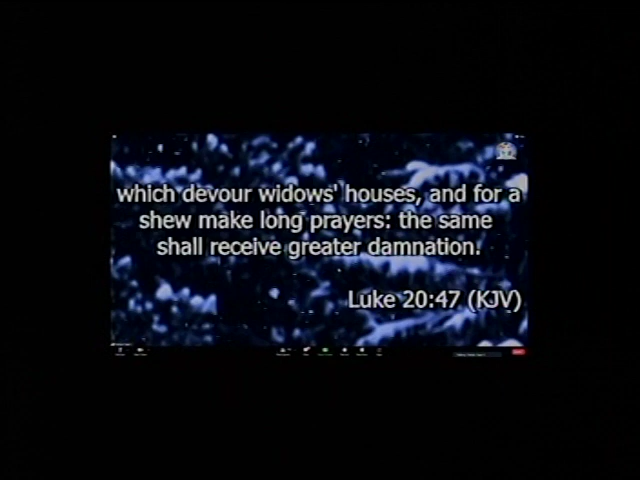 which devour widows' houses, and for a
shew make long prayers: the same
shall receive greater damnation.
Luke 20:47 (KJV)